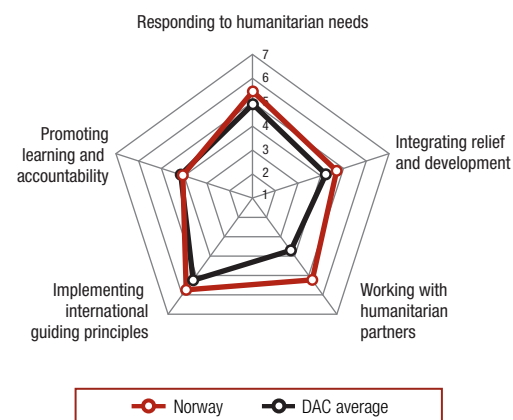 Responding to humanitarian needs
7
6
5
4
3
2
1
Promoting
learning and
accountability
Integrating relief
and development
Implementing
international
guiding principles
Working with
humanitarian
partners
Norway
DAC average